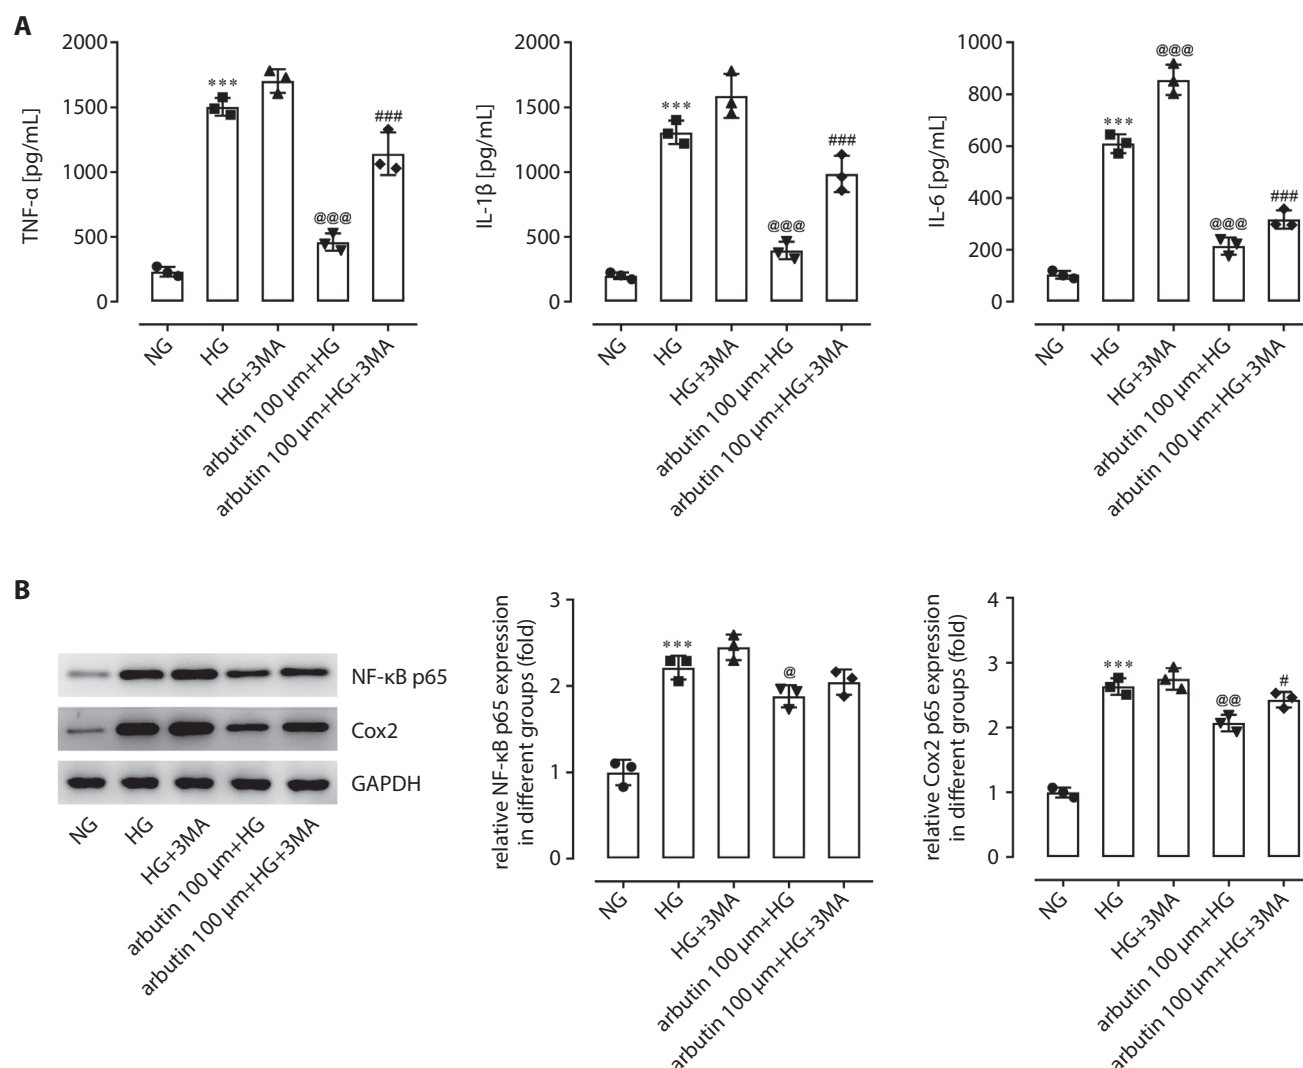 A
TNF-α [pg/mL]
2000
1500
1000
500
0
***
@@@
###
NG
HG
HG+3MA
arbutin 100 μm+HG
arbutin 100 μm+HG+3MA
IL-1β [pg/mL]
2000
1500
1000
500
0
***
@@@
###
NG
HG
HG+3MA
arbutin 100 μm+HG
arbutin 100 μm+HG+3MA
IL-6 [pg/mL]
1000
800
600
400
200
0
***
@@@
@@@
###
NG
HG
HG+3MA
arbutin 100 μm+HG
arbutin 100 μm+HG+3MA
B
NF-κB p65
Cox2
GAPDH
NG
HG
HG+3MA
arbutin 100 μm+HG
arbutin 100 μm+HG+3MA
relative NF-κB p65 expression
in different groups (fold)
3
2
1
0
***
@
NG
HG
HG+3MA
arbutin 100 μm+HG
arbutin 100 μm+HG+3MA
relative Cox2 p65 expression
in different groups (fold)
4
3
2
1
0
***
@@
#
NG
HG
HG+3MA
arbutin 100 μm+HG
arbutin 100 μm+HG+3MA